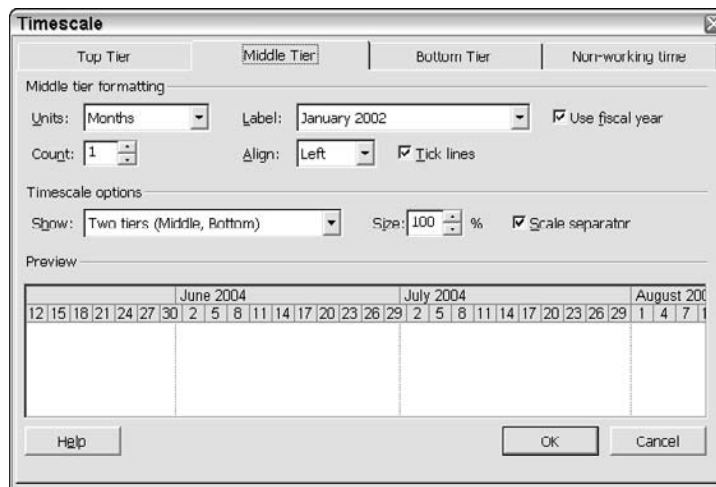 Timescale
Top Tier Middle Tier Bottom Tier Non-working time
Middle tier formatting
Units: Months Label: January 2002 Use fiscal year
Count: 1 Align: Left Tick lines
Timescale options
Show: Two tiers (Middle, Bottom) Size: 100 % Scale separator
Preview
June 2004 July 2004 August 200
12 15 18 21 24 27 30 2 5 8 11 14 17 20 23 26 29 2 5 8 11 14 17 20 23 26 29 1 4 7 1
Help OK Cancel